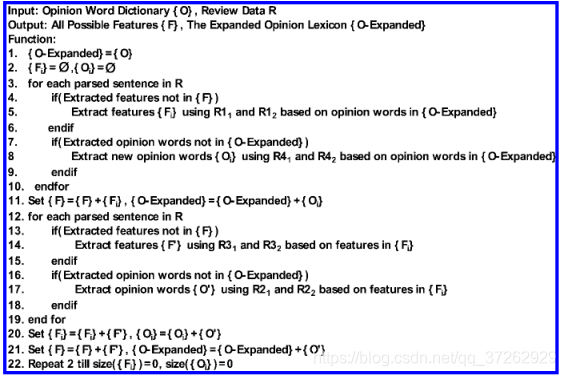 Input: Opinion Word Dictionary {O}, Review Data R
Output: All Possible Features {F}, The Expanded Opinion Lexicon {O-Expanded}
Function:
1. {O-Expanded}={O}
2. {Fi}=Ø,{Oi}=Ø
3. for each parsed sentence in R
4. if(Extracted features not in {F})
5. Extract features {Fi} using R1₁ and R1₂ based on opinion words in {O-Expanded}
6. endif
7. if(Extracted opinion words not in {O-Expanded})
8 Extract new opinion words {Oi} using R4₁ and R4₂ based on opinion words in {O-Expanded}
9. endif
10. endfor
11. Set {F}={F}+{Fi}, {O-Expanded}={O-Expanded}+{Oi}
12. for each parsed sentence in R
13. if(Extracted features not in {F})
14. Extract features {F'} using R3₁ and R3₂ based on features in {Fi}
15. endif
16. if(Extracted opinion words not in {O-Expanded})
17. Extract opinion words {O'} using R2₁ and R2₂ based on features in {Fi}
18. endif
19. end for
20. Set {Fi}={Fi}+{F'}, {Oi}={Oi}+{O'}
21. Set {F}={F}+{F'}, {O-Expanded}={O-Expanded}+{O'}
22. Repeat 2 till size({Fi})=0, size({Oi})=0
https://blog.csdn.net/qq_37262929